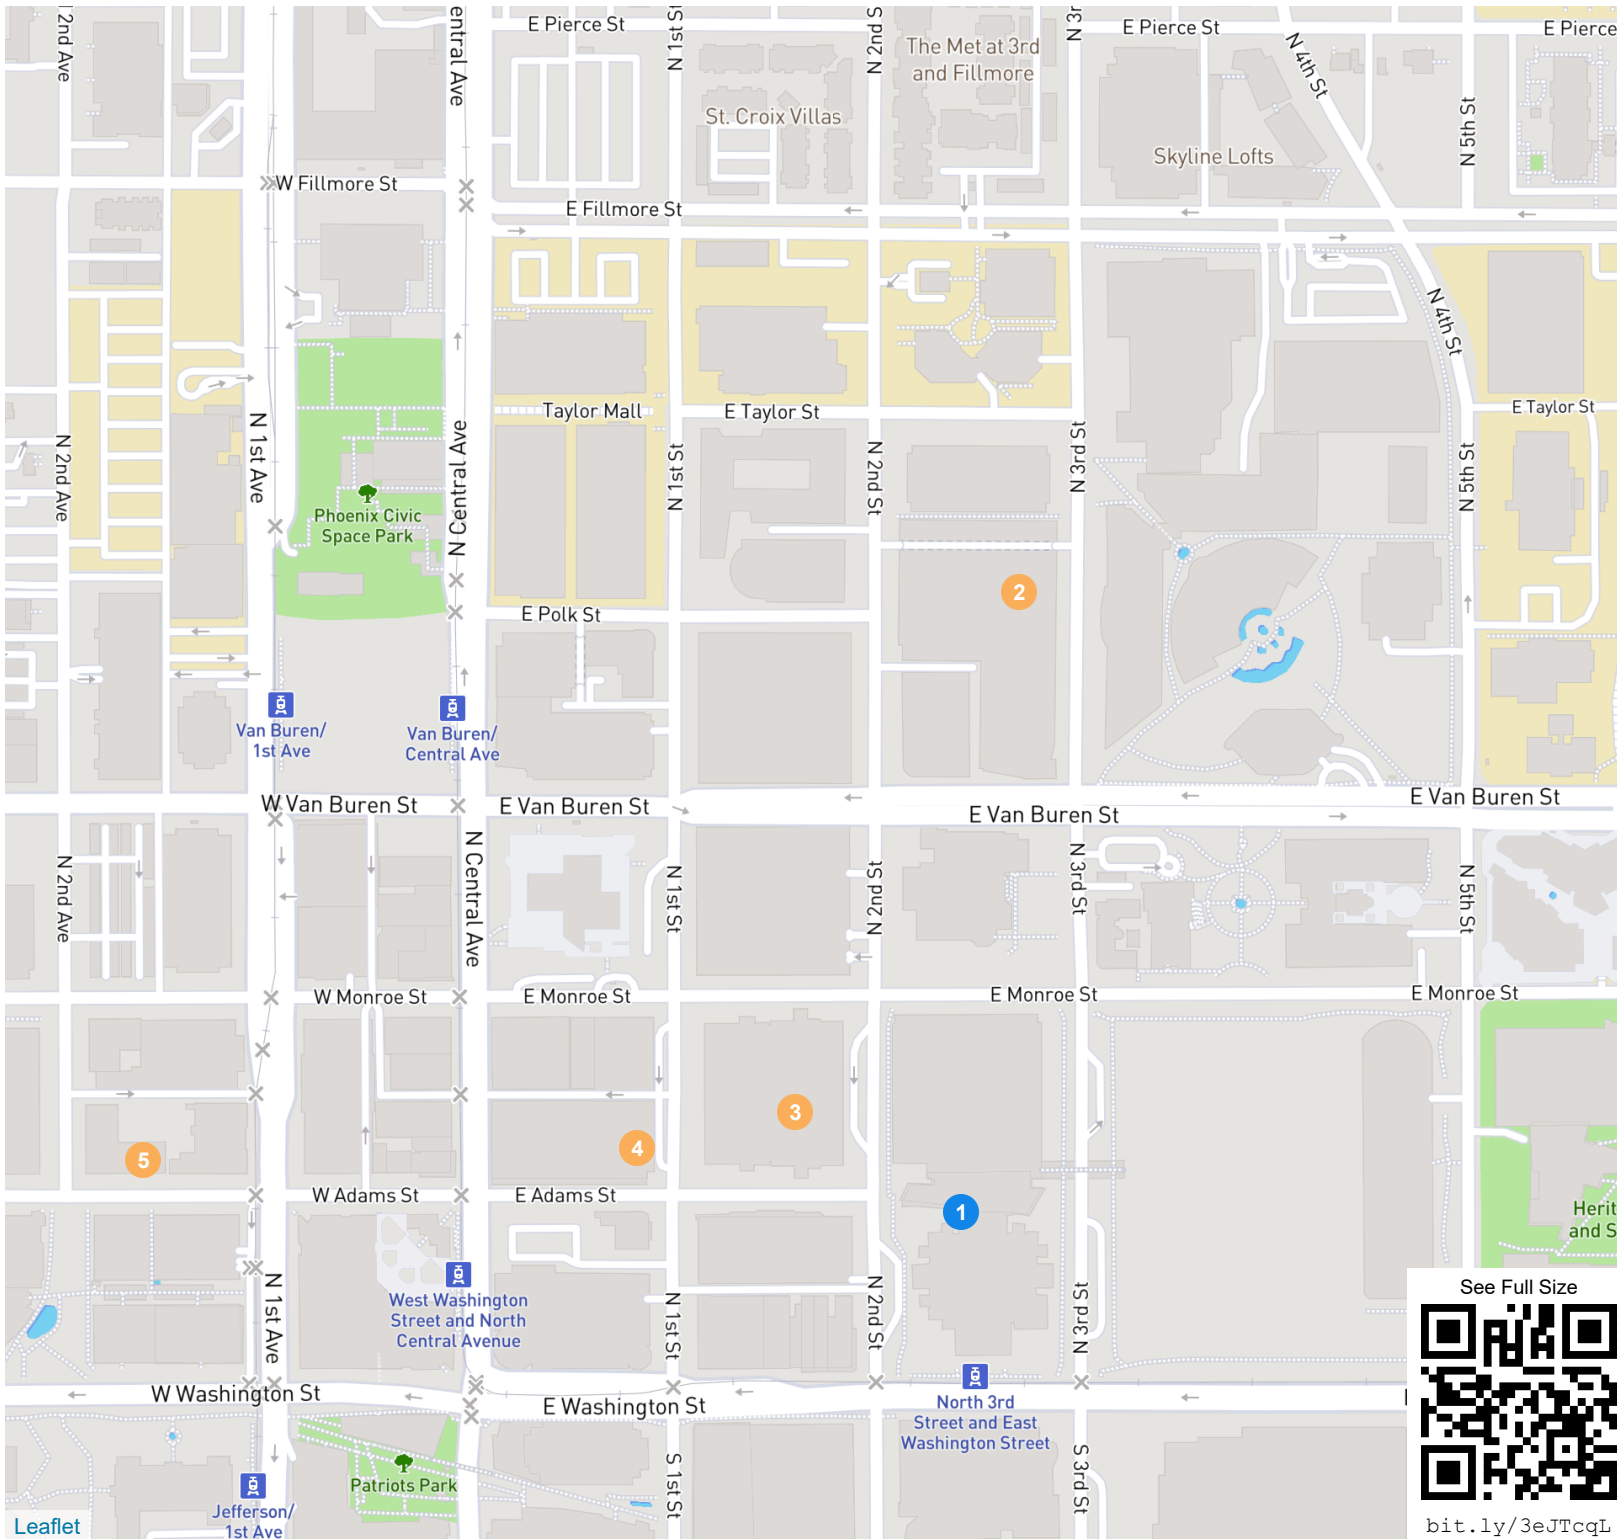 N 2nd Ave
entral Ave
E Pierce St
N 1st St
N 2nd S
The Met at 3rd
and Fillmore
N 3r
E Pierce St
N 4th St
E Pierce
St. Croix Villas
Skyline Lofts
N 5th St
W Fillmore St
E Fillmore St
N 4th St
Taylor Mall
E Taylor St
E Taylor St
N 2nd Ave
N 1st Ave
N Central Ave
N 1st St
N 2nd St
N 3rd St
N 5th St
Phoenix Civic
Space Park
2
E Polk St
Van Buren/
1st Ave
Van Buren/
Central Ave
W Van Buren St
E Van Buren St
E Van Buren St
E Van Buren St
N 2nd Ave
N Central Ave
N 1st St
N 2nd St
N 3rd St
N 5th St
W Monroe St
E Monroe St
E Monroe St
E Monroe St
3
4
5
W Adams St
E Adams St
1
Herit
and S
N 1st Ave
West Washington
Street and North
Central Avenue
N 1st St
N 2nd St
N 3rd St
See Full Size
W Washington St
E Washington St
E
North 3rd
Street and East
Washington Street
Patriots Park
S 1st St
S 3rd St
Jefferson/
1st Ave
Leaflet
bit.ly/3eJTcqL